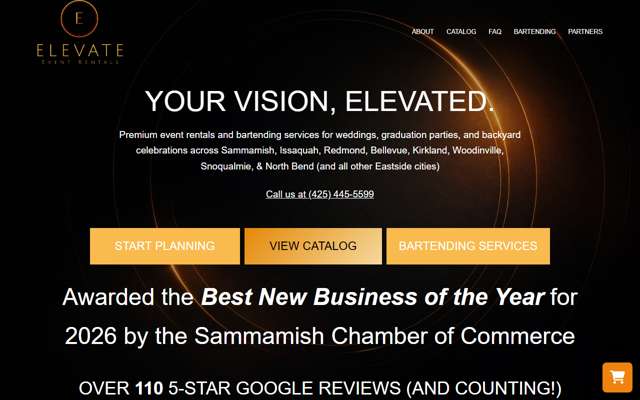 E
ELEVATE
EVENT RENTALS
ABOUT CATALOG FAQ BARTENDING PARTNERS
YOUR VISION, ELEVATED.
Premium event rentals and bartending services for weddings, graduation parties, and backyard
celebrations across Sammamish, Issaquah, Redmond, Bellevue, Kirkland, Woodinville,
Snoqualmie, & North Bend (and all other Eastside cities)
Call us at (425) 445-5599
START PLANNING VIEW CATALOG BARTENDING SERVICES
Awarded the Best New Business of the Year for
2026 by the Sammamish Chamber of Commerce
OVER 110 5-STAR GOOGLE REVIEWS (AND COUNTING!)